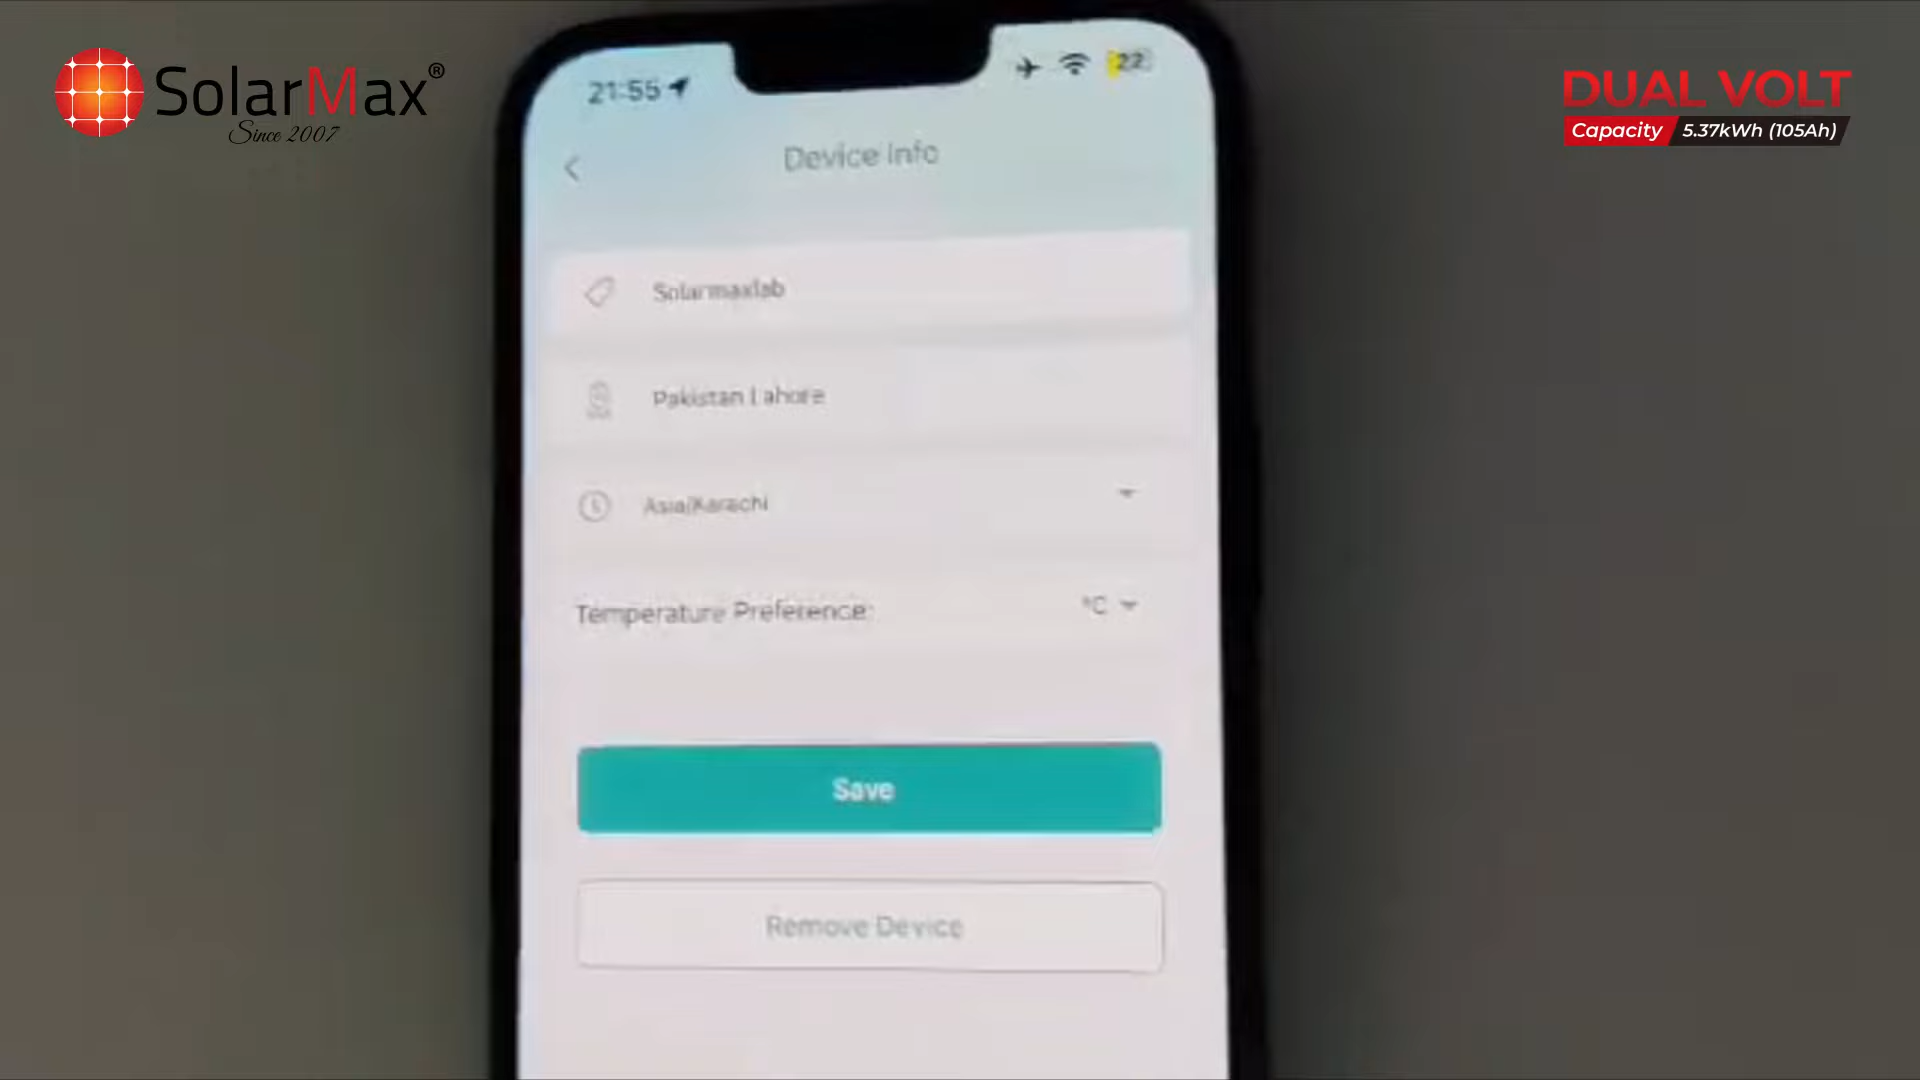 SolarMax®
Since 2007
DUAL VOLT
Capacity 5.37kWh (105Ah)
21:55
22
Device Info
Solarmaxlab
Pakistan Lahore
Asia/Karachi
Temperature Preference:
°C
Save
Remove Device